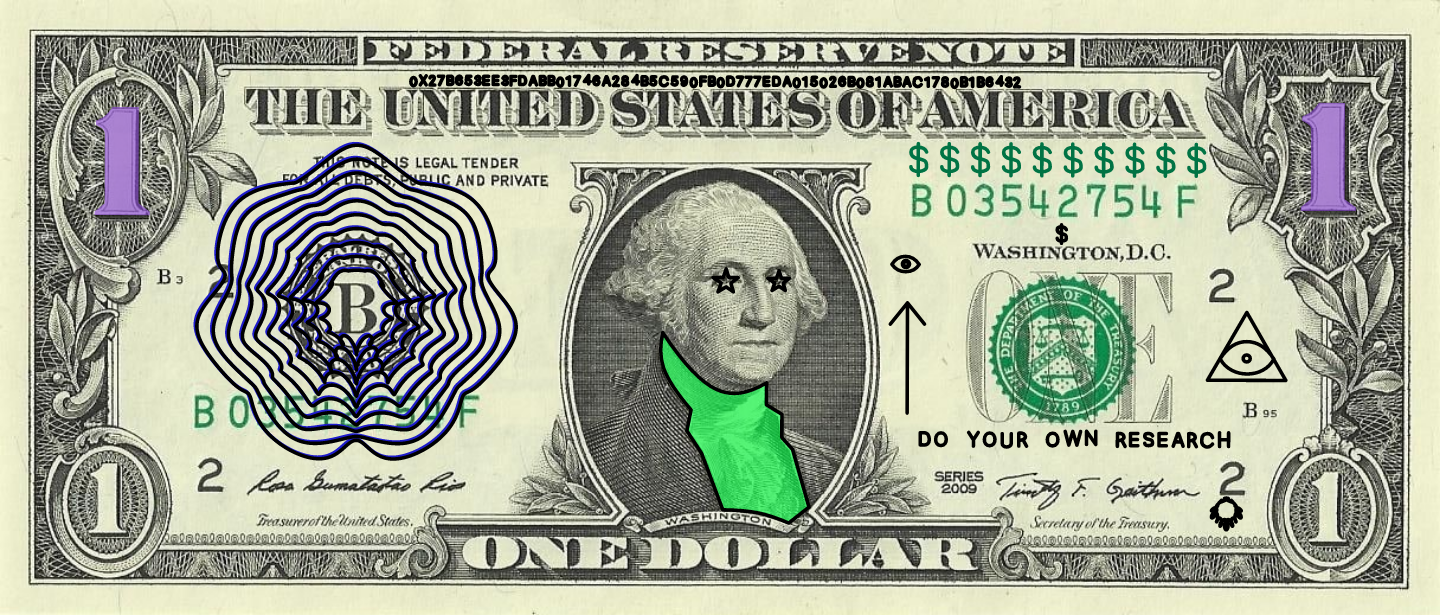 FEDERAL RESERVE NOTE
0X27B653EE3FDABB01746A284B5C590FB0D777EDA015026B081ABAC1780B1B6432
THE UNITED STATES OF AMERICA
THIS NOTE IS LEGAL TENDER
FOR ALL DEBTS, PUBLIC AND PRIVATE
1
1
$$$$$$$$$$
B 03542754 F
$
WASHINGTON, D.C.
B 3
2
2
B
ONE
THE DEPARTMENT OF THE TREASURY
1789
B 95
B 03542754 F
DO YOUR OWN RESEARCH
2
Rosa Gumataotao Rios
SERIES
2009
Timothy F. Geithner
2
Treasurer of the United States.
WASHINGTON
Secretary of the Treasury.
1
ONE DOLLAR
1